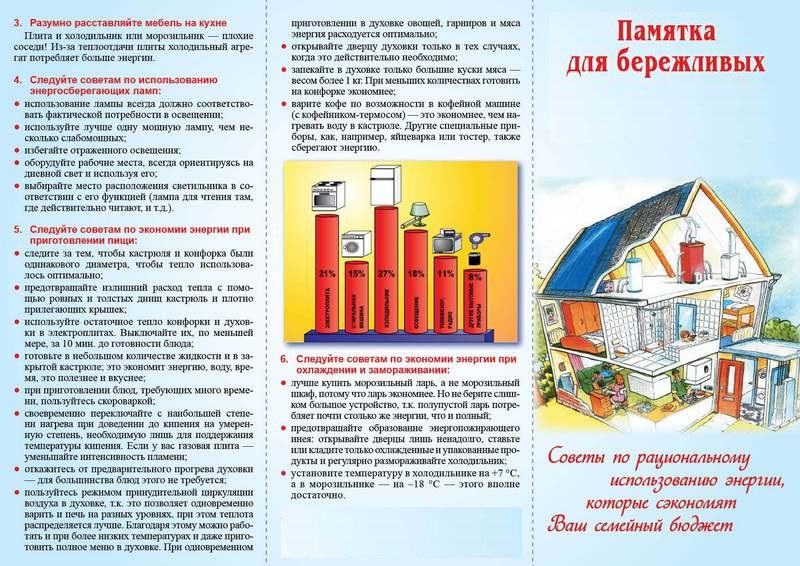 3. Разумно расставляйте мебель на кухне
Плита и холодильник или морозильник — плохие
соседи! Из-за теплоотдачи плиты холодильный агре-
гат потребляет больше энергии.
4. Следуйте советам по использованию
энергосберегающих ламп:
● использование лампы всегда должно соответство-
вать фактической потребности в освещении;
● используйте лучше одну мощную лампу, чем не-
сколько слабомощных;
● избегайте отраженного освещения;
● оборудуйте рабочие места, всегда ориентируясь на
дневной свет и используя его;
● выбирайте место расположения светильника в со-
ответствии с его функцией (лампа для чтения там,
где действительно читают, и т.д.).
5. Следуйте советам по экономии энергии при
приготовлении пищи:
● следите за тем, чтобы кастрюля и конфорка были
одинакового диаметра, чтобы тепло использова-
лось оптимально;
● предотвращайте излишний расход тепла с помо-
щью ровных и толстых днищ кастрюль и плотно
прилегающих крышек;
● используйте остаточное тепло конфорки и духов-
ки в электроплитах. Выключайте их, по меньшей
мере, за 10 мин. до готовности блюда;
● готовьте в небольшом количестве жидкости и в за-
крытой кастрюле; это экономит энергию, воду, вре-
мя, это полезнее и вкуснее;
● при приготовлении блюд, требующих много време-
ни, пользуйтесь скороваркой;
● своевременно переключайте с наибольшей степе-
ни нагрева при доведении до кипения на умерен-
ную степень, необходимую лишь для поддержания
температуры кипения. Если у вас газовая плита —
уменьшайте интенсивность пламени;
● откажитесь от предварительного прогрева духовки
— для большинства блюд этого не требуется;
● пользуйтесь режимом принудительной циркуляции
воздуха в духовке, т.к. это позволяет одновременно
варить и печь на разных уровнях, при этом теплота
распределяется лучше. Благодаря этому можно рабо-
тать и при более низких температурах и даже приго-
товить полное меню в духовке. При одновременном
приготовлении в духовке овощей, гарниров и мяса
энергия расходуется оптимально;
● открывайте дверцу духовки только в тех случаях,
когда это действительно необходимо;
● запекайте в духовке только большие куски мяса —
весом более 1 кг. При меньших количествах готовить
на конфорке экономнее;
● варите кофе по возможности в кофейной машине
(с кофейником-термосом) — это экономнее, чем на-
гревать воду в кастрюле. Другие специальные при-
боры, как, например, яйцеварка или тостер, также
сберегают энергию.
21% 15% 27% 18% 11% 8%
ЭЛЕКТРОПЛИТА
СТИРАЛЬНАЯ МАШИНА
ХОЛОДИЛЬНИК
ОСВЕЩЕНИЕ
ТЕЛЕВИЗОР, РАДИО
ДРУГИЕ БЫТОВЫЕ ПРИБОРЫ
6. Следуйте советам по экономии энергии при
охлаждении и замораживании:
● лучше купить морозильный ларь, а не морозильный
шкаф, потому что ларь экономнее. Но не берите слиш-
ком большое устройство, т.к. полупустой ларь потре-
бляет почти столько же энергии, что и полный;
● предотвращайте образование энергопожирающего
инея: открывайте дверцы лишь ненадолго, ставьте
или кладите только охлажденные и упакованные про-
дукты и регулярно размораживайте холодильник;
● установите температуру в холодильнике на +7 °С,
а в морозильнике — на –18 °С — этого вполне
достаточно.
Памятка
для бережливых
Советы по рациональному
использованию энергии,
которые сэкономят
Ваш семейный бюджет